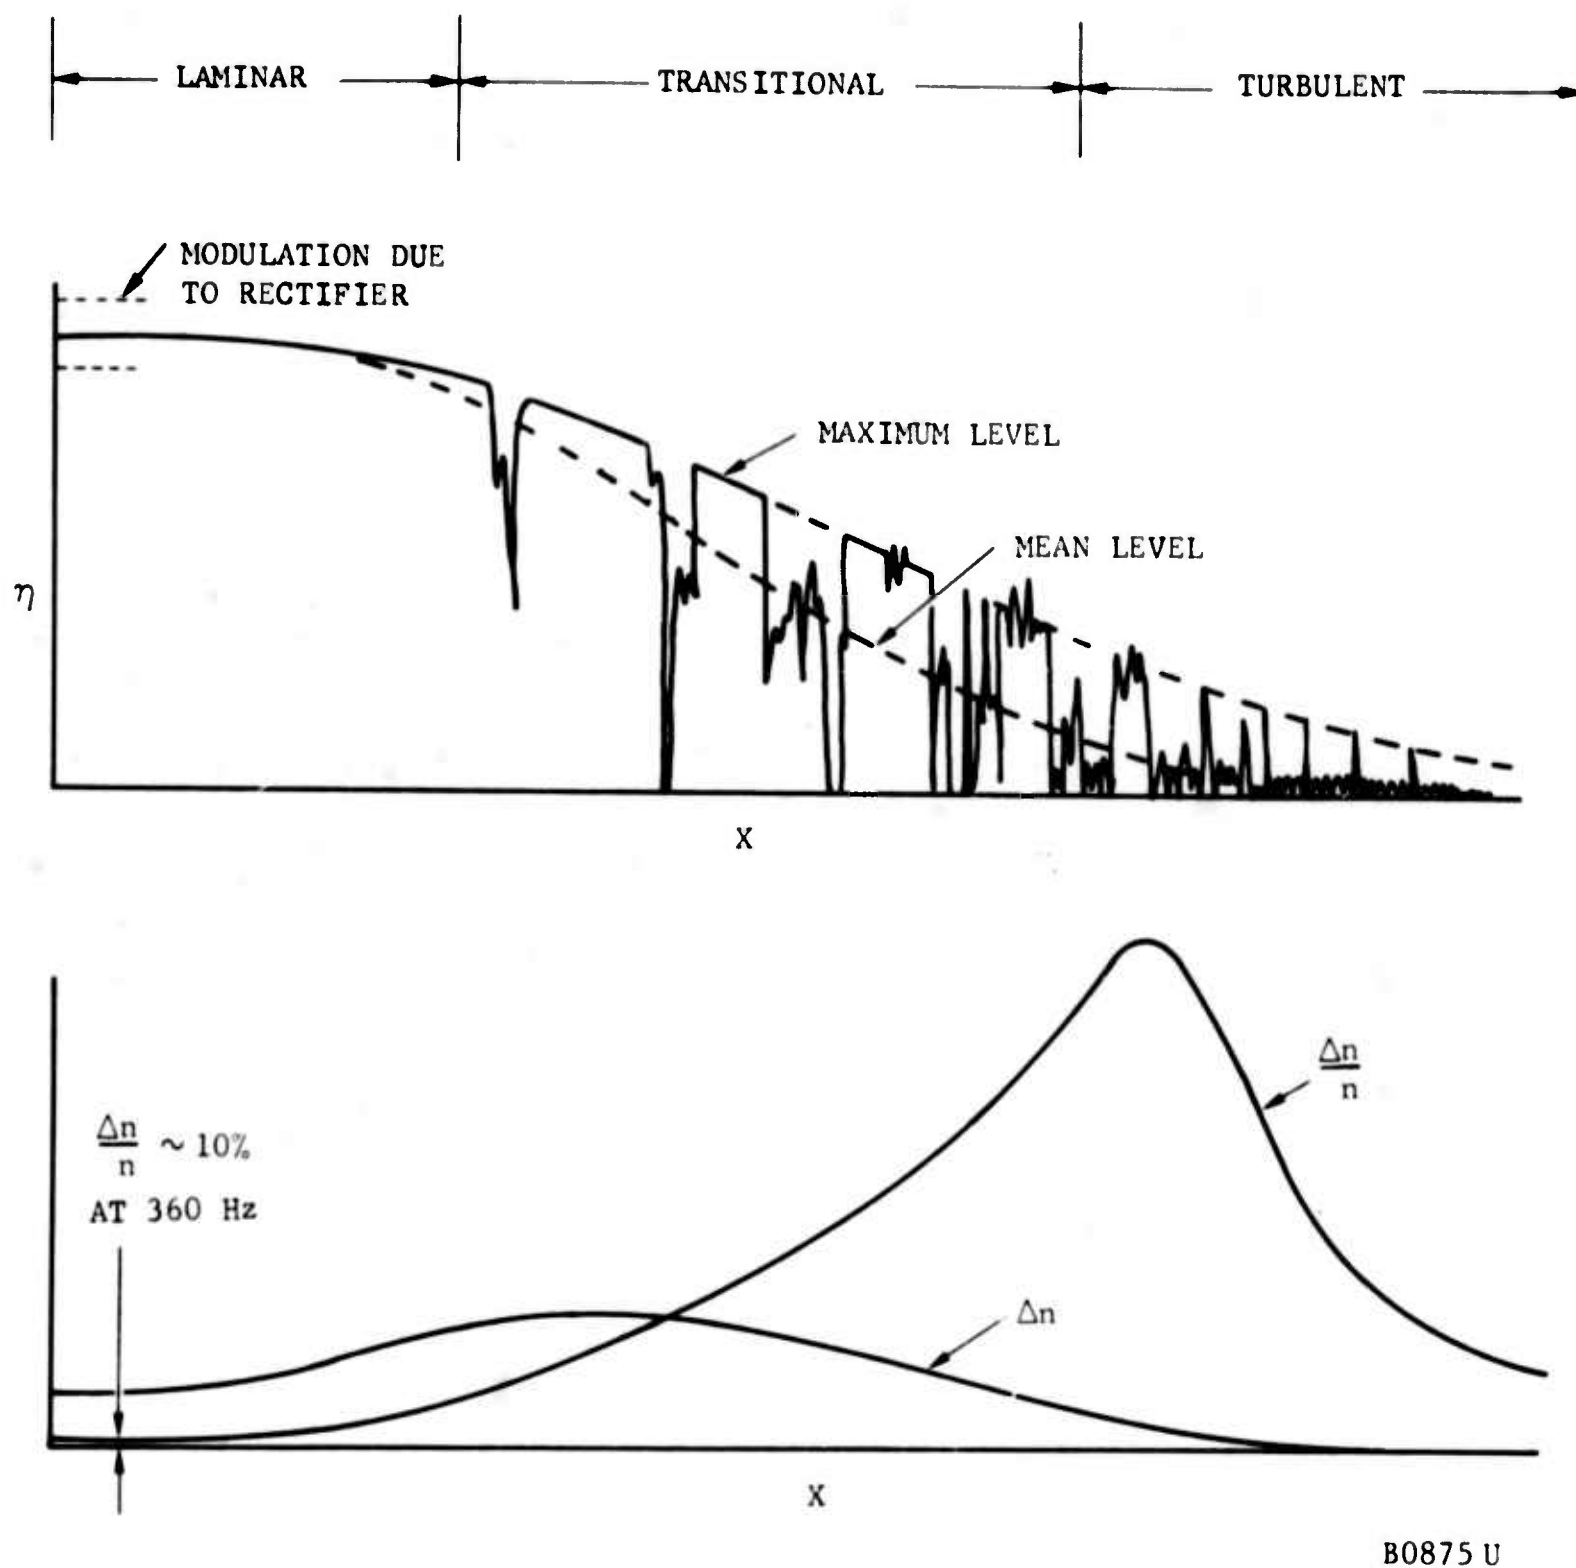 LAMINAR
TRANSITIONAL
TURBULENT
MODULATION DUE
TO RECTIFIER
MAXIMUM LEVEL
MEAN LEVEL
η
X
Δn
n
Δn
n ~ 10%
AT 360 Hz
Δn
X
B0875 U